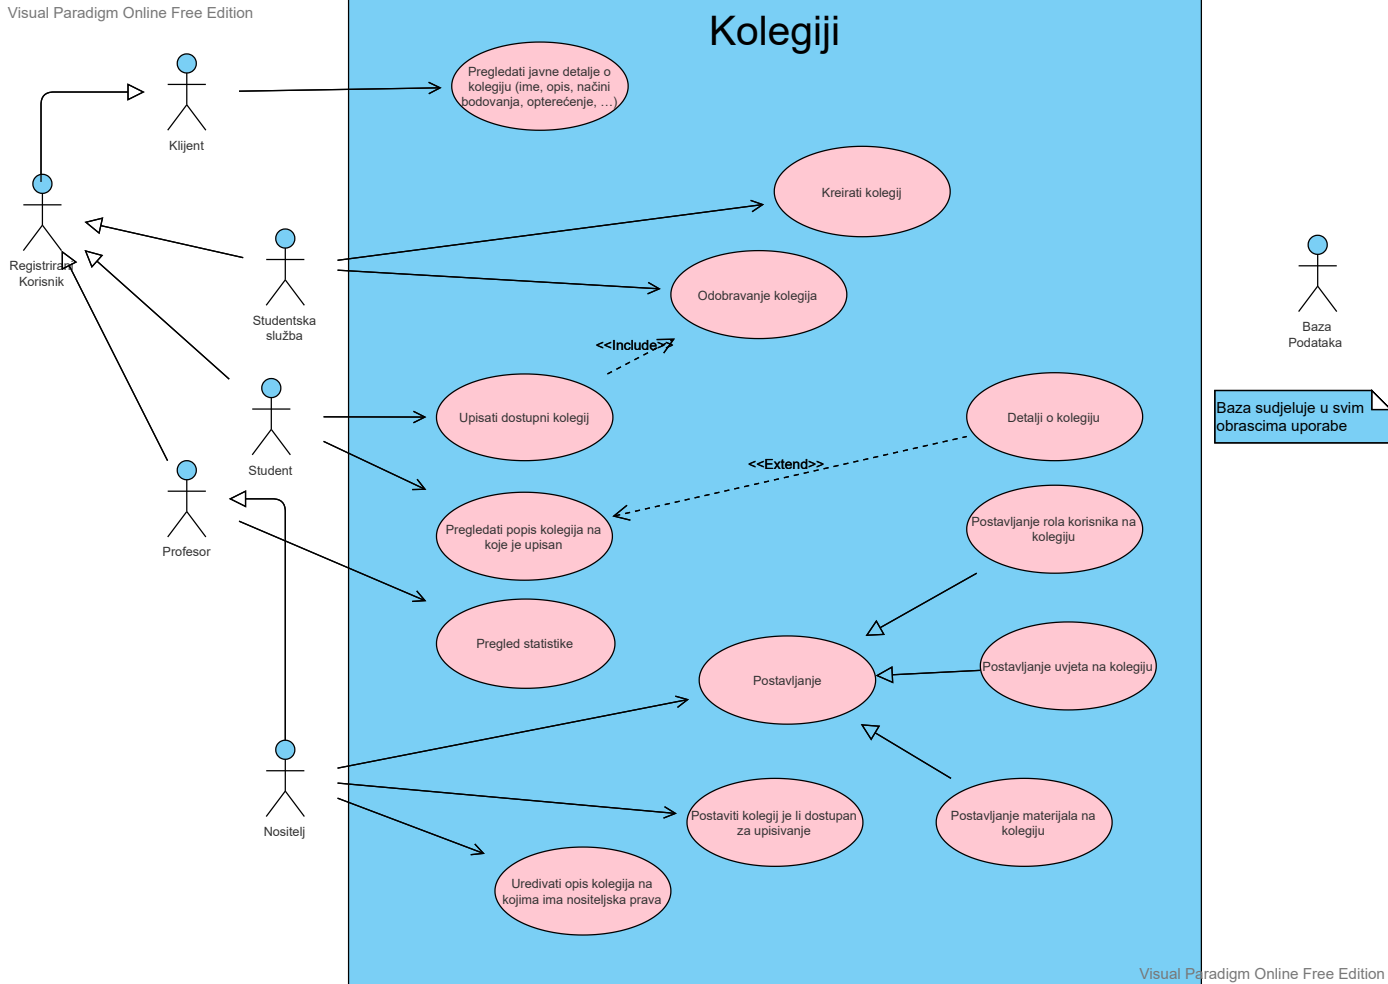 Visual Paradigm Online Free Edition
Kolegiji
Pregledati javne detalje o
kolegiju (ime, opis, načini
bodovanja, opterećenje, ...)
Klijent
Kreirati kolegij
Registrirani
Korisnik
Studentska
služba
Odobravanje kolegija
Baza
Podataka
<<Include>>
Upisati dostupni kolegij
Detalji o kolegiju
Baza sudjeluje u svim
obrascima uporabe
Student
<<Extend>>
Pregledati popis kolegija na
koje je upisan
Postavljanje rola korisnika na
kolegiju
Profesor
Pregled statistike
Postavljanje
Postavljanje uvjeta na kolegiju
Nositelj
Postaviti kolegij je li dostupan
za upisivanje
Postavljanje materijala na
kolegiju
Uredivati opis kolegija na
kojima ima nositeljska prava
Visual Paradigm Online Free Edition